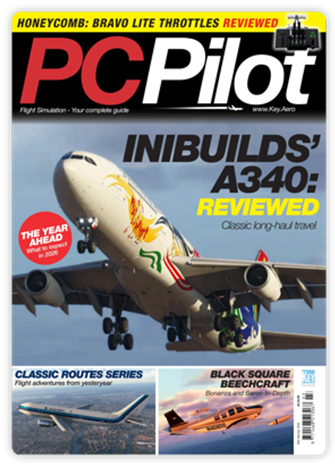 HONEYCOMB: BRAVO LITE THROTTLES REVIEWED
PCPilot
Flight Simulation - Your complete guide
www.Key.Aero
INIBUILDS'
A340:
REVIEWED
Classic long-haul travel
THE YEAR
AHEAD
What to expect
in 2026
CLASSIC ROUTES SERIES
Flight adventures from yesteryear
BLACK SQUARE
BEECHCRAFT
Bonanza and Baron In-Depth